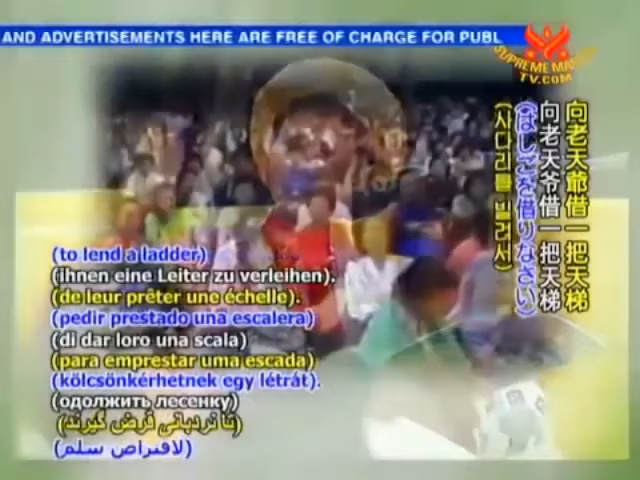 AND ADVERTISEMENTS HERE ARE FREE OF CHARGE FOR PUBL
SUPREME MASTER
TV.COM
向老天爺借一把天梯
向老天爷借一把天梯
(はしごを借りなさい)
(사다리를 빌려서)
(to lend a ladder)
(ihnen eine Leiter zu verleihen).
(de leur prêter une échelle).
(pedir prestado una escalera)
(di dar loro una scala)
(para emprestar uma escada)
(kölcsönkérhetnek egy létrát).
(одолжить лесенку)
(تا نردبانی قرض گیرند)
(لاقتراض سلم)